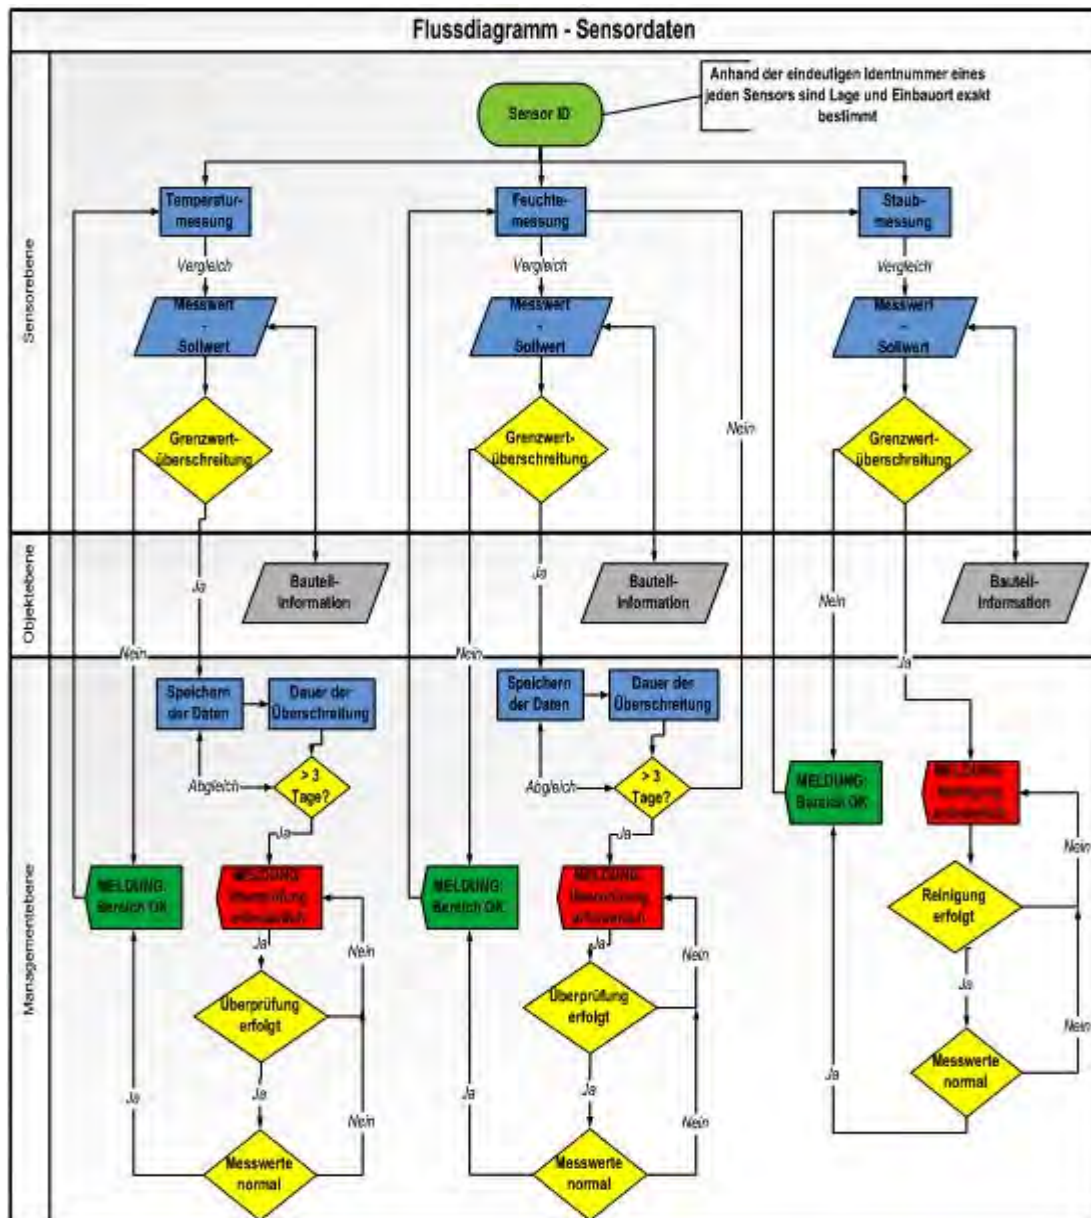 Flussdiagramm - Sensordaten
Sensorebene
Sensor ID
Anhand der eindeutigen Identnummer eines
jeden Sensors sind Lage und Einbauort exakt
bestimmt
Temperatur-
messung
Feuchte-
messung
Staub-
messung
Vergleich
Vergleich
Vergleich
Messwert
-
Sollwert
Messwert
-
Sollwert
Messwert
-
Sollwert
Nein
Grenzwert-
überschreitung
Grenzwert-
überschreitung
Grenzwert-
überschreitung
Objektebene
Ja
Bauteil-
Information
Ja
Bauteil-
Information
Nein
Bauteil-
Information
Nein
Nein
Ja
Managementebene
Speichern
der Daten
Dauer der
Überschreitung
Speichern
der Daten
Dauer der
Überschreitung
Abgleich
> 3
Tage?
Abgleich
> 3
Tage?
MELDUNG:
Bereich OK
MELDUNG:
Ja
Ja
Nein
MELDUNG:
Bereich OK
MELDUNG:
Überprüfung
erforderlich
MELDUNG:
Bereich OK
MELDUNG:
Überprüfung
erforderlich
Reinigung
erfolgt
Ja
Nein
Ja
Nein
Überprüfung
erfolgt
Überprüfung
erfolgt
Ja
Nein
Messwerte
normal
Ja
Ja
Ja
Nein
Ja
Ja
Nein
Messwerte
normal
Messwerte
normal